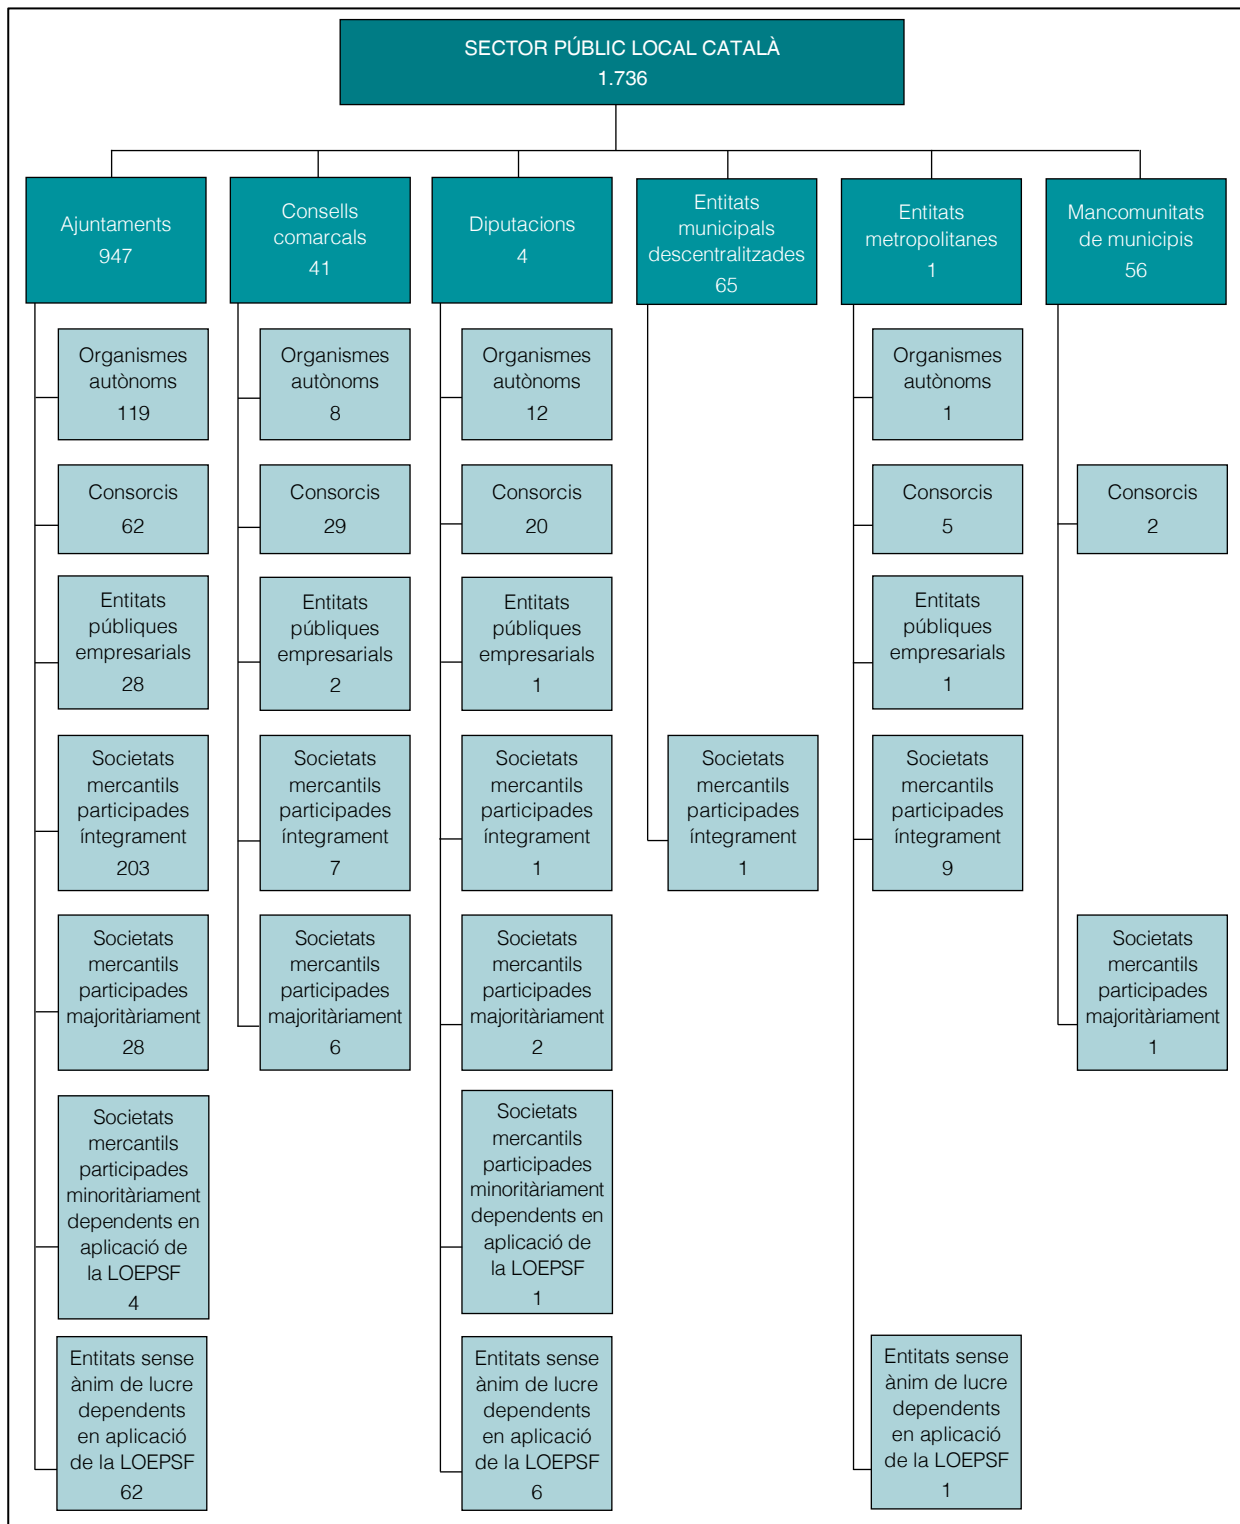 SECTOR PÚBLIC LOCAL CATALÀ
1.736
Ajuntaments
947
Consells
comarcals
41
Diputacions
4
Entitats
municipals
descentralitzades
65
Entitats
metropolitanes
1
Mancomunitats
de municipis
56
Organismes
autònoms
119
Organismes
autònoms
8
Organismes
autònoms
12
Organismes
autònoms
1
Consorcis
62
Consorcis
29
Consorcis
20
Consorcis
5
Consorcis
2
Entitats
públiques
empresarials
28
Entitats
públiques
empresarials
2
Entitats
públiques
empresarials
1
Entitats
públiques
empresarials
1
Societats
mercantils
participades
íntegrament
203
Societats
mercantils
participades
íntegrament
7
Societats
mercantils
participades
íntegrament
1
Societats
mercantils
participades
íntegrament
1
Societats
mercantils
participades
íntegrament
9
Societats
mercantils
participades
majoritàriament
28
Societats
mercantils
participades
majoritàriament
6
Societats
mercantils
participades
majoritàriament
2
Societats
mercantils
participades
majoritàriament
1
Societats
mercantils
participades
minoritàriament
dependents en
aplicació de
la LOEPSF
4
Societats
mercantils
participades
minoritàriament
dependents en
aplicació de
la LOEPSF
1
Entitats sense
ànim de lucre
dependents
en aplicació
de la LOEPSF
62
Entitats sense
ànim de lucre
dependents
en aplicació
de la LOEPSF
6
Entitats sense
ànim de lucre
dependents
en aplicació
de la LOEPSF
1